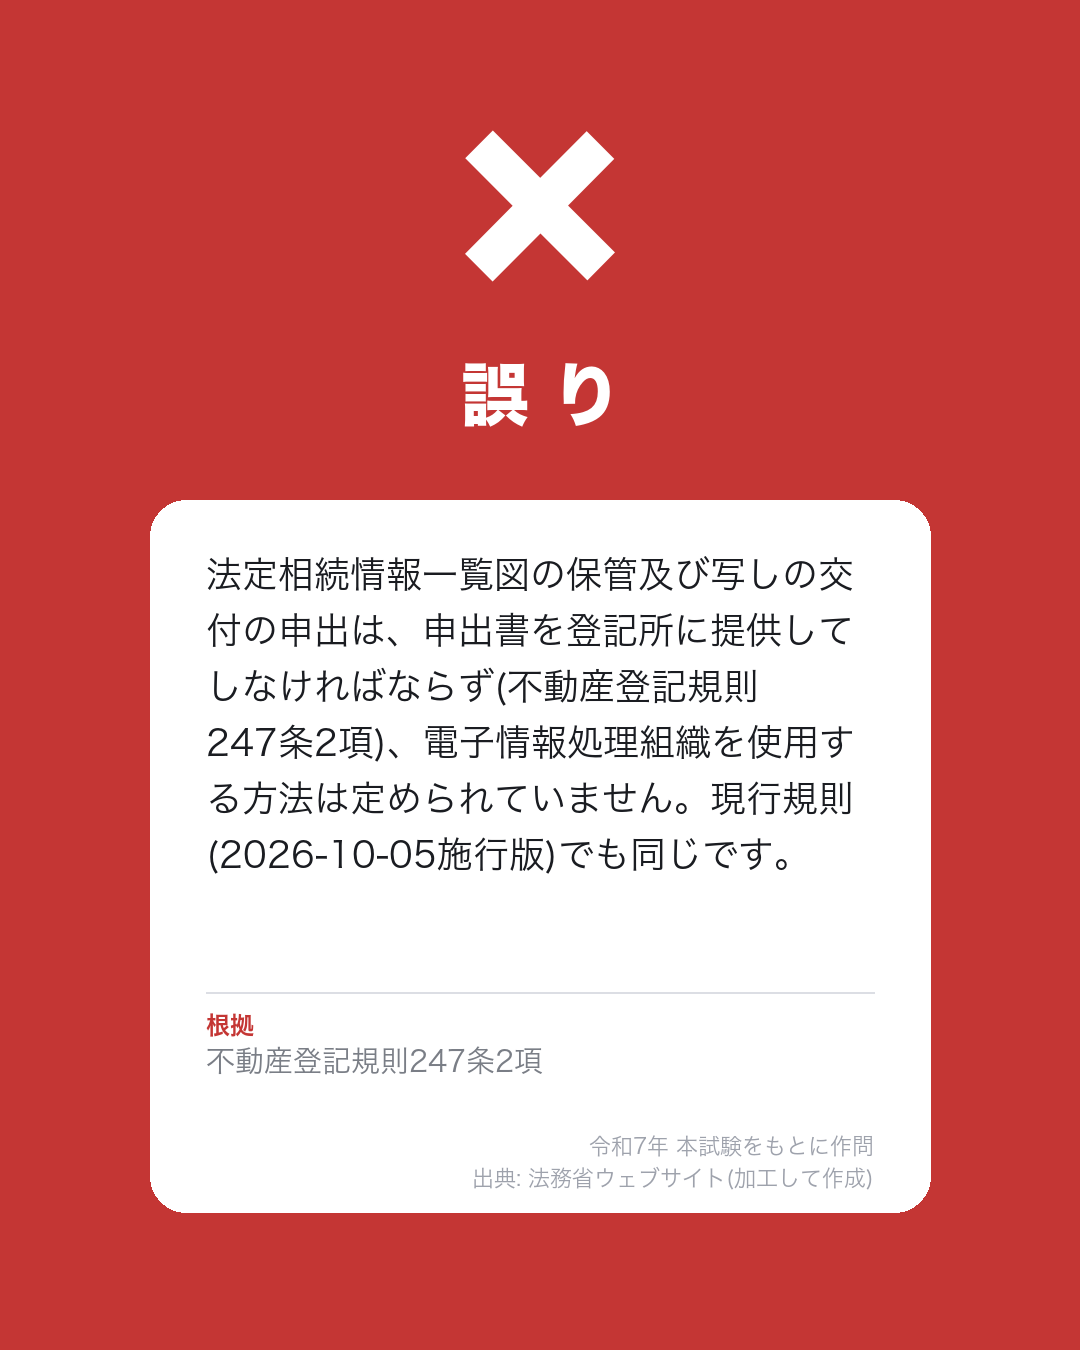 誤り
法定相続情報一覧図の保管及び写しの交
付の申出は、申出書を登記所に提供して
しなければならず(不動産登記規則
247条2項)、電子情報処理組織を使用す
る方法は定められていません。現行規則
(2026-10-05施行版)でも同じです。
根拠
不動産登記規則247条2項
令和7年 本試験をもとに作問
出典: 法務省ウェブサイト(加工して作成)